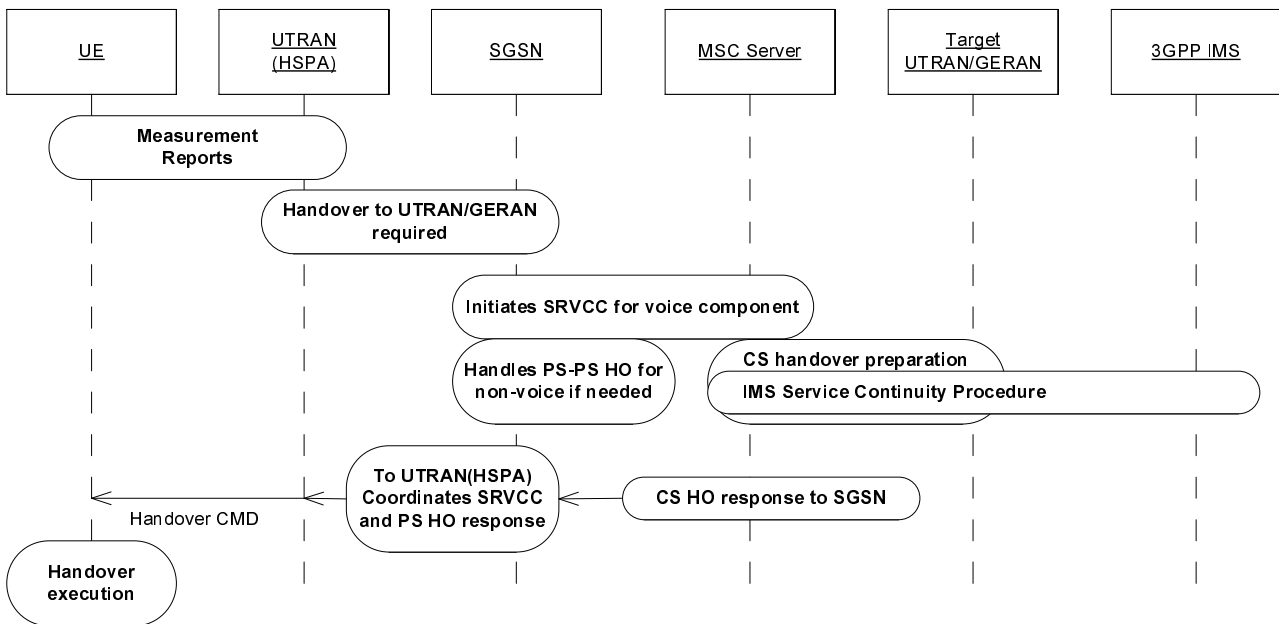 UE
UTRAN
(HSPA)
SGSN
MSC Server
Target
UTRAN/GERAN
3GPP IMS
Measurement
Reports
Handover to UTRAN/GERAN
required
Initiates SRVCC for voice component
Handles PS-PS HO for
non-voice if needed
CS handover preparation
IMS Service Continuity Procedure
To UTRAN(HSPA)
Coordinates SRVCC
and PS HO response
CS HO response to SGSN
Handover CMD
Handover
execution